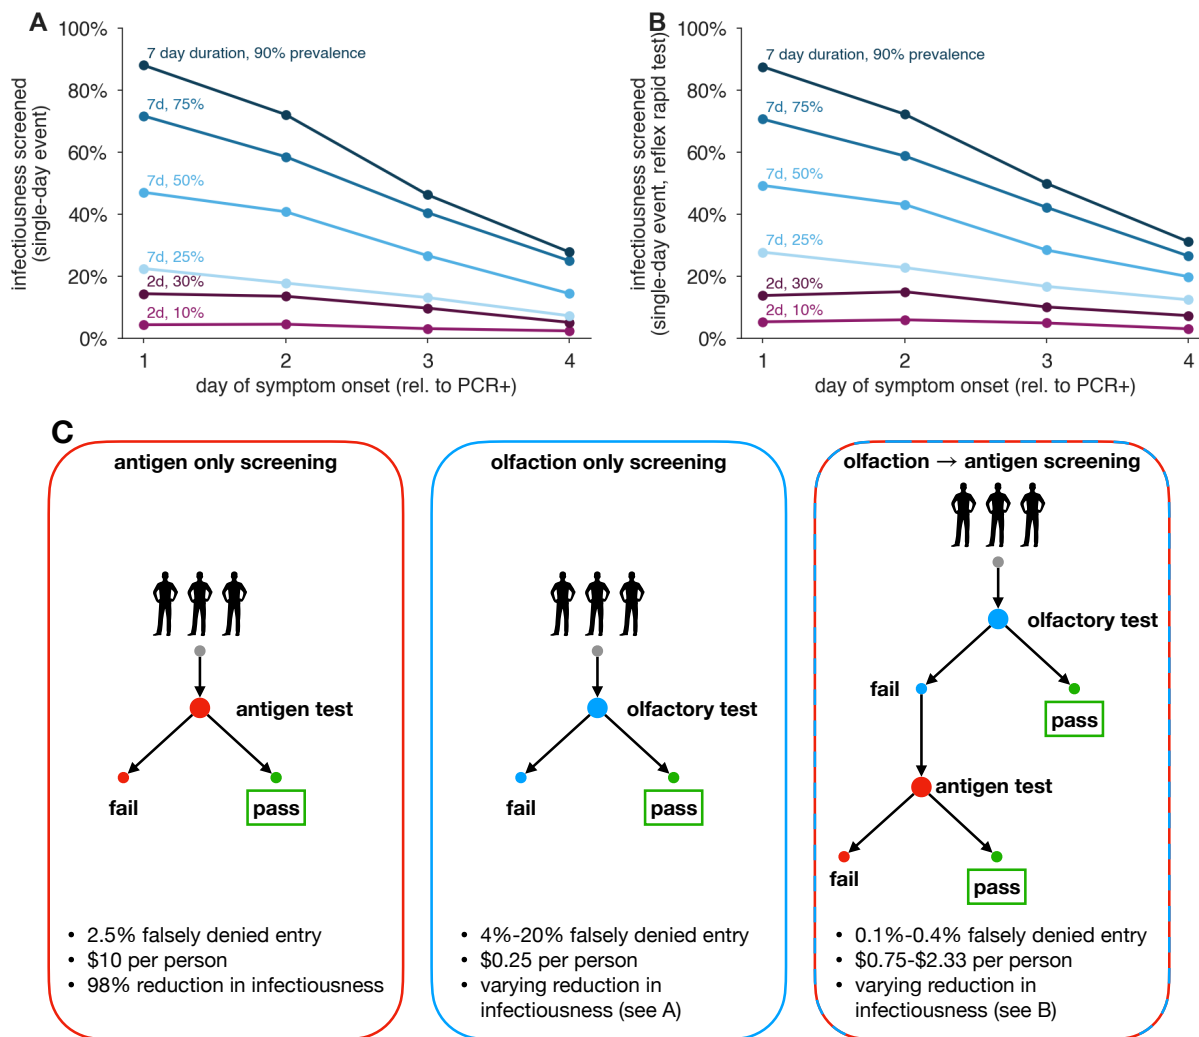 A
infectiousness screened
(single-day event)
100%
80%
60%
40%
20%
0%
7 day duration, 90% prevalence
7d, 75%
7d, 50%
7d, 25%
2d, 30%
2d, 10%
1 2 3 4
day of symptom onset (rel. to PCR+)
B
infectiousness screened
(single-day event, reflex rapid test)
100%
80%
60%
40%
20%
0%
7 day duration, 90% prevalence
7d, 75%
7d, 50%
7d, 25%
2d, 30%
2d, 10%
1 2 3 4
day of symptom onset (rel. to PCR+)
C
antigen only screening
antigen test
fail
pass
• 2.5% falsely denied entry
• $10 per person
• 98% reduction in infectiousness
olfaction only screening
olfactory test
fail
pass
• 4%-20% falsely denied entry
• $0.25 per person
• varying reduction in
infectiousness (see A)
olfaction → antigen screening
olfactory test
fail
pass
antigen test
fail
pass
• 0.1%-0.4% falsely denied entry
• $0.75-$2.33 per person
• varying reduction in
infectiousness (see B)